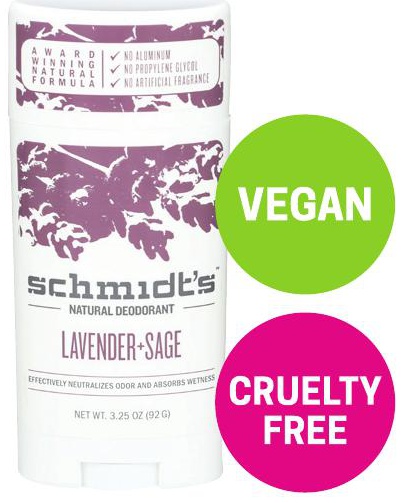 AWARD
WINNING
NATURAL
FORMULA
✓ NO ALUMINUM
✓ NO PROPYLENE GLYCOL
✓ NO ARTIFICIAL FRAGRANCE
schmidt's™
NATURAL DEODORANT
LAVENDER+SAGE
EFFECTIVELY NEUTRALIZES ODOR AND ABSORBS WETNESS
NET WT. 3.25 OZ (92 G)
VEGAN
CRUELTY
FREE